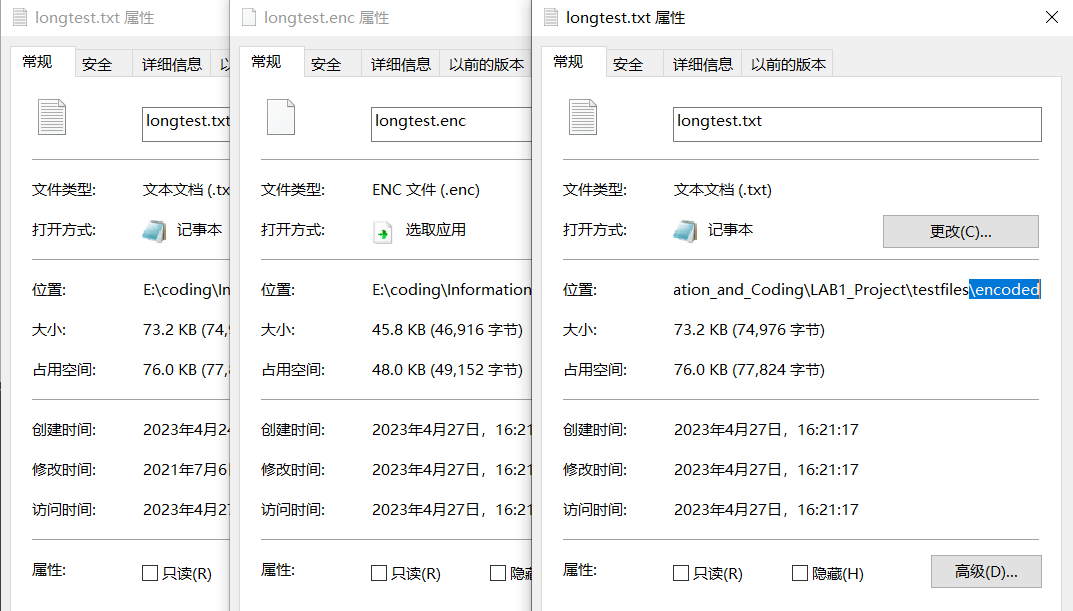 longtest.txt 属性
常规 安全 详细信息
longtest.txt
文件类型: 文本文档 (.tx
打开方式: 记事本
位置: E:\coding\In
大小: 73.2 KB (74,
占用空间: 76.0 KB (77,
创建时间: 2023年4月24
修改时间: 2021年7月6
访问时间: 2023年4月27
属性: 只读(R)
longtest.enc 属性
常规 安全 详细信息 以前的版本
longtest.enc
文件类型: ENC 文件 (.enc)
打开方式: 选取应用
位置: E:\coding\Information
大小: 45.8 KB (46,916 字节)
占用空间: 48.0 KB (49,152 字节)
创建时间: 2023年4月27日，16:21
修改时间: 2023年4月27日，16:21
访问时间: 2023年4月27日，16:21
属性: 只读(R) 隐藏
longtest.txt 属性
常规 安全 详细信息 以前的版本
longtest.txt
文件类型: 文本文档 (.txt)
打开方式: 记事本 更改(C)...
位置: ation_and_Coding\LAB1_Project\testfiles\encoded
大小: 73.2 KB (74,976 字节)
占用空间: 76.0 KB (77,824 字节)
创建时间: 2023年4月27日，16:21:17
修改时间: 2023年4月27日，16:21:17
访问时间: 2023年4月27日，16:21:17
属性: 只读(R) 隐藏(H) 高级(D)...